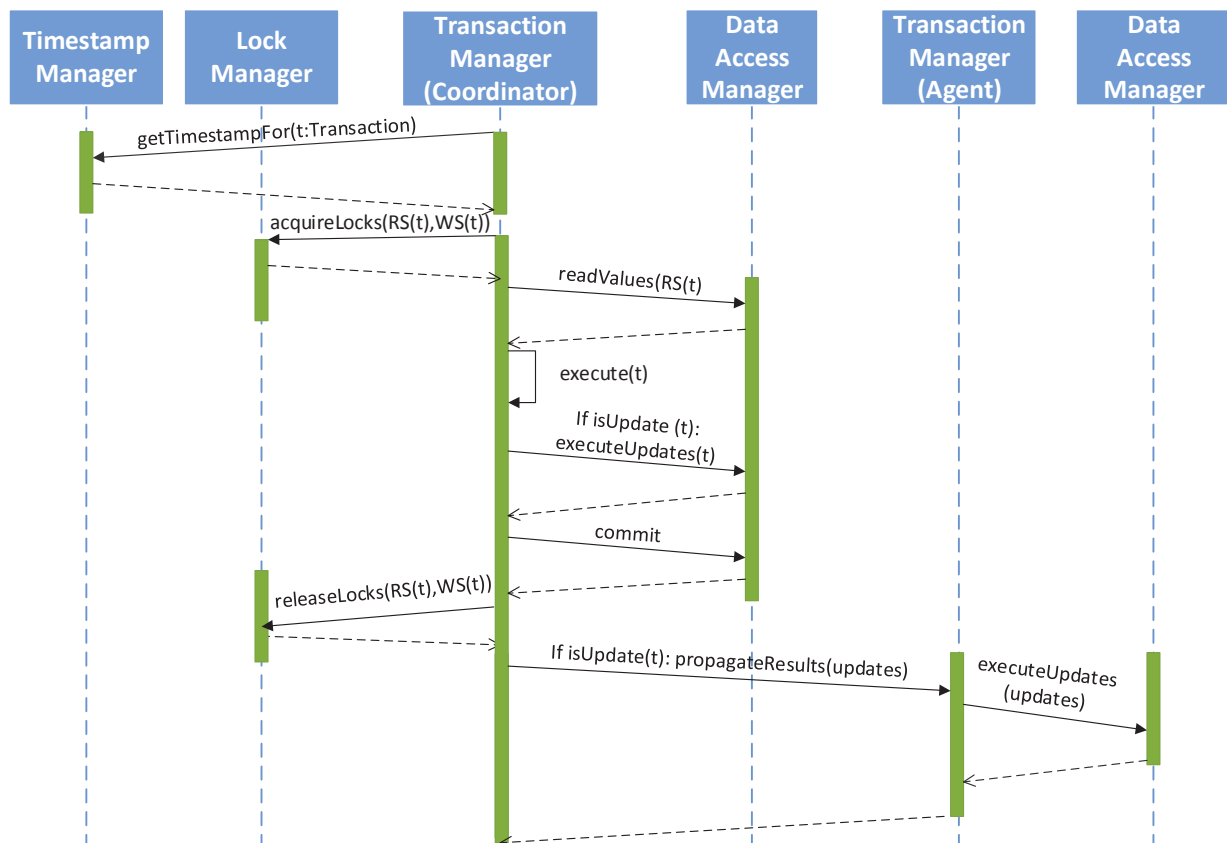 Timestamp
Manager
Lock
Manager
Transaction
Manager
(Coordinator)
Data
Access
Manager
Transaction
Manager
(Agent)
Data
Access
Manager
getTimestampFor(t:Transaction)
acquireLocks(RS(t),WS(t))
readValues(RS(t)
execute(t)
If isUpdate (t):
executeUpdates(t)
commit
releaseLocks(RS(t),WS(t))
If isUpdate(t): propagateResults(updates)
executeUpdates
(updates)